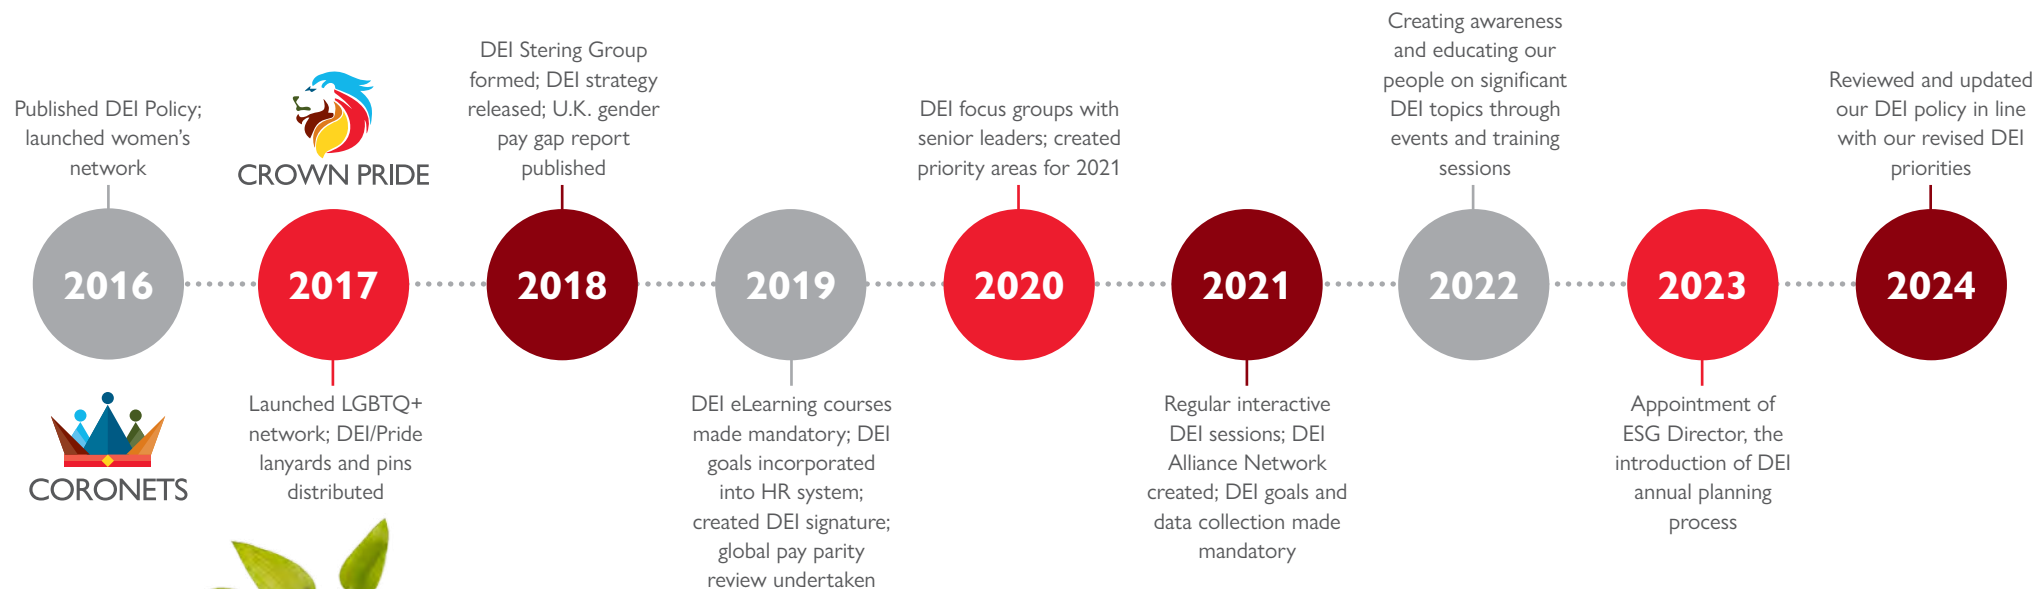 Published DEI Policy;
launched women's
network
2016
CORONETS
CROWN PRIDE
2017
Launched LGBTQ+
network; DEI/Pride
lanyards and pins
distributed
DEI Stering Group
formed; DEI strategy
released; U.K. gender
pay gap report
published
2018
2019
DEI eLearning courses
made mandatory; DEI
goals incorporated
into HR system;
created DEI signature;
global pay parity
review undertaken
DEI focus groups with
senior leaders; created
priority areas for 2021
2020
2021
Regular interactive
DEI sessions; DEI
Alliance Network
created; DEI goals and
data collection made
mandatory
Creating awareness
and educating our
people on significant
DEI topics through
events and training
sessions
2022
2023
Appointment of
ESG Director, the
introduction of DEI
annual planning
process
Reviewed and updated
our DEI policy in line
with our revised DEI
priorities
2024